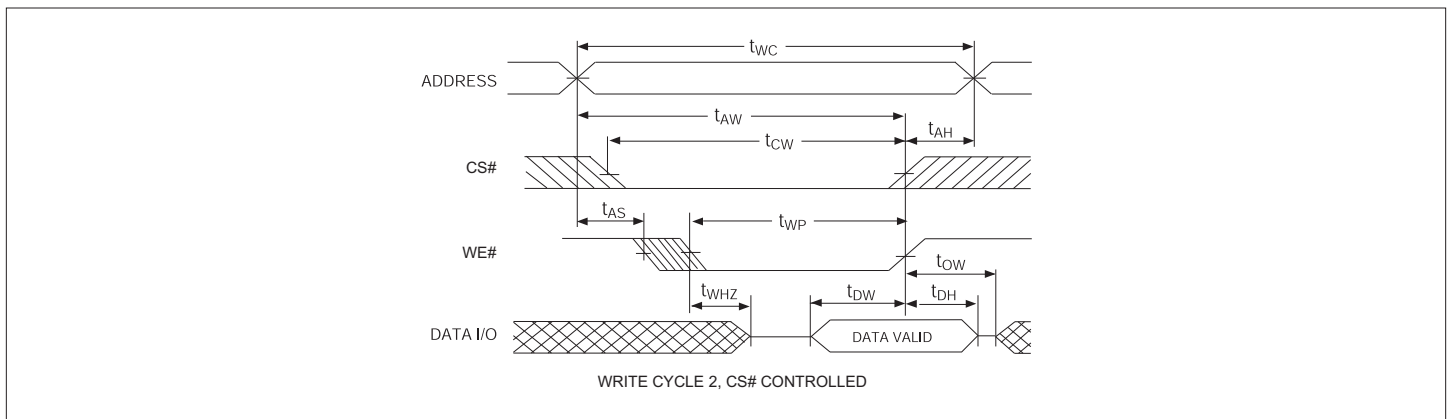 tWC
ADDRESS
tAW
tAH
tCW
CS#
tAS
tWP
WE#
tOW
tWHZ
tDW
tDH
DATA I/O
DATA VALID
WRITE CYCLE 2, CS# CONTROLLED